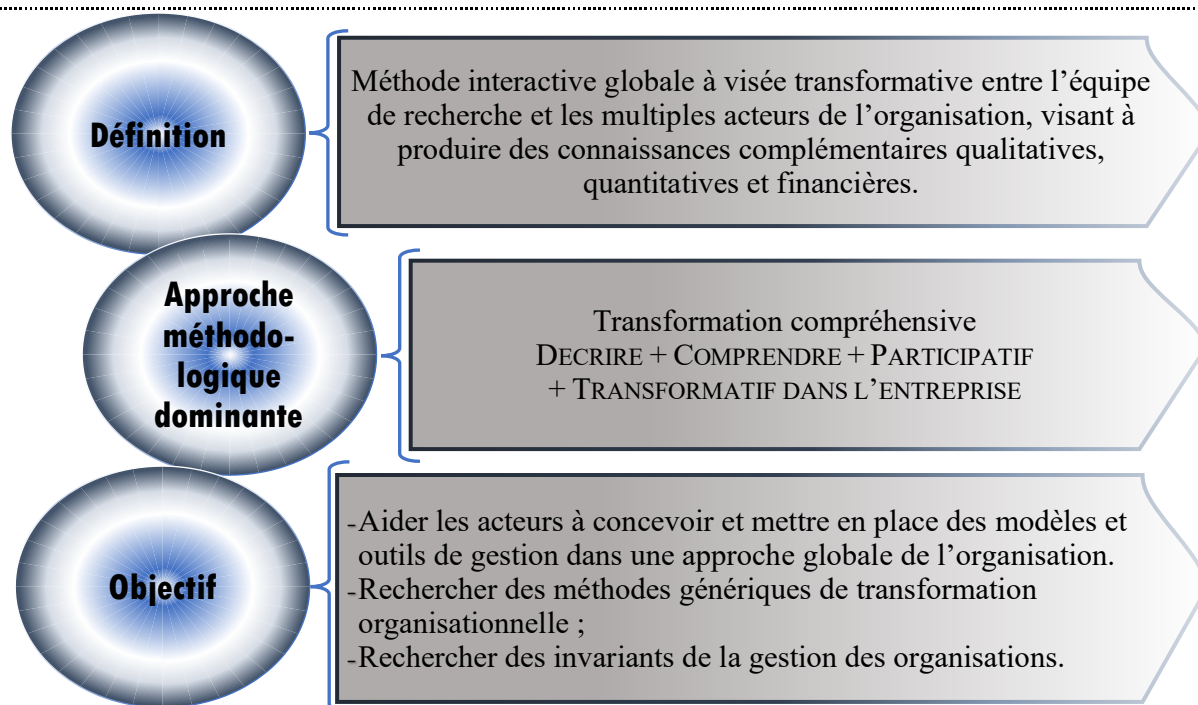 Définition
Méthode interactive globale à visée transformative entre l’équipe
de recherche et les multiples acteurs de l’organisation, visant à
produire des connaissances complémentaires qualitatives,
quantitatives et financières.
Approche
méthodo-
logique
dominante
Transformation compréhensive
DECRIRE + COMPRENDRE + PARTICIPATIF
+ TRANSFORMATIF DANS L’ENTREPRISE
Objectif
-Aider les acteurs à concevoir et mettre en place des modèles et
outils de gestion dans une approche globale de l’organisation.
-Rechercher des méthodes génériques de transformation
organisationnelle ;
-Rechercher des invariants de la gestion des organisations.